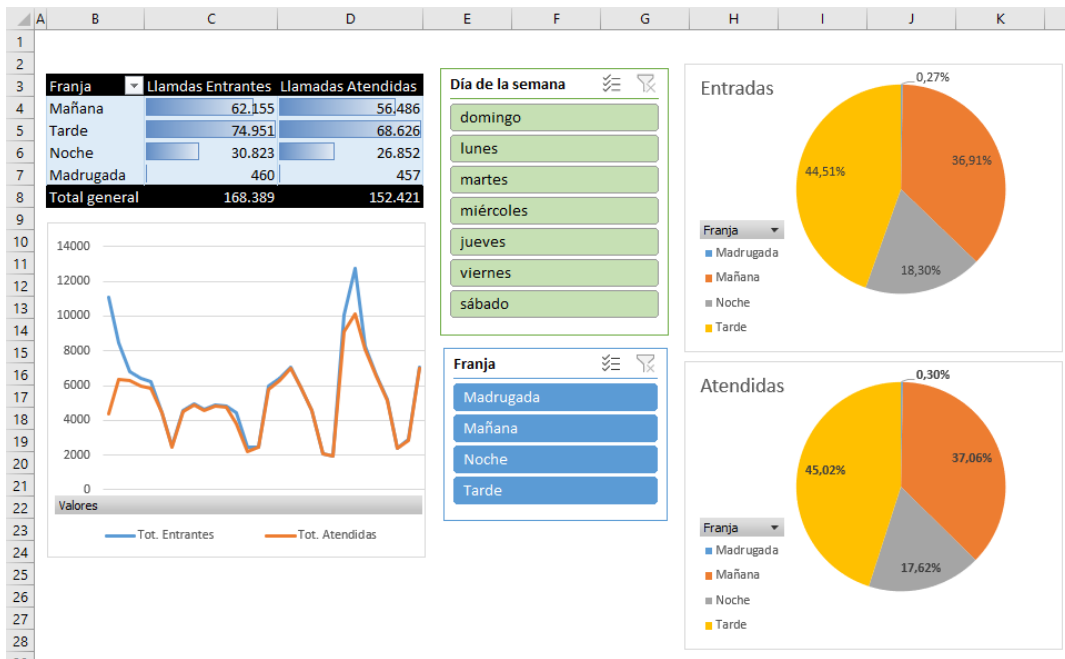 A B C D E F G H I J K
1
2
3
4
5
6
7
8
9
10
11
12
13
14
15
16
17
18
19
20
21
22
23
24
25
26
27
28
Franja Llamdas Entrantes Llamadas Atendidas
Mañana 62.155 56.486
Tarde 74.951 68.626
Noche 30.823 26.852
Madrugada 460 457
Total general 168.389 152.421
14000
12000
10000
8000
6000
4000
2000
0
Valores
Tot. Entrantes Tot. Atendidas
Día de la semana
domingo
lunes
martes
miércoles
jueves
viernes
sábado
Franja
Madrugada
Mañana
Noche
Tarde
Entradas
0,27%
36,91%
44,51%
18,30%
Franja
Madrugada
Mañana
Noche
Tarde
Atendidas
0,30%
37,06%
45,02%
17,62%
Franja
Madrugada
Mañana
Noche
Tarde